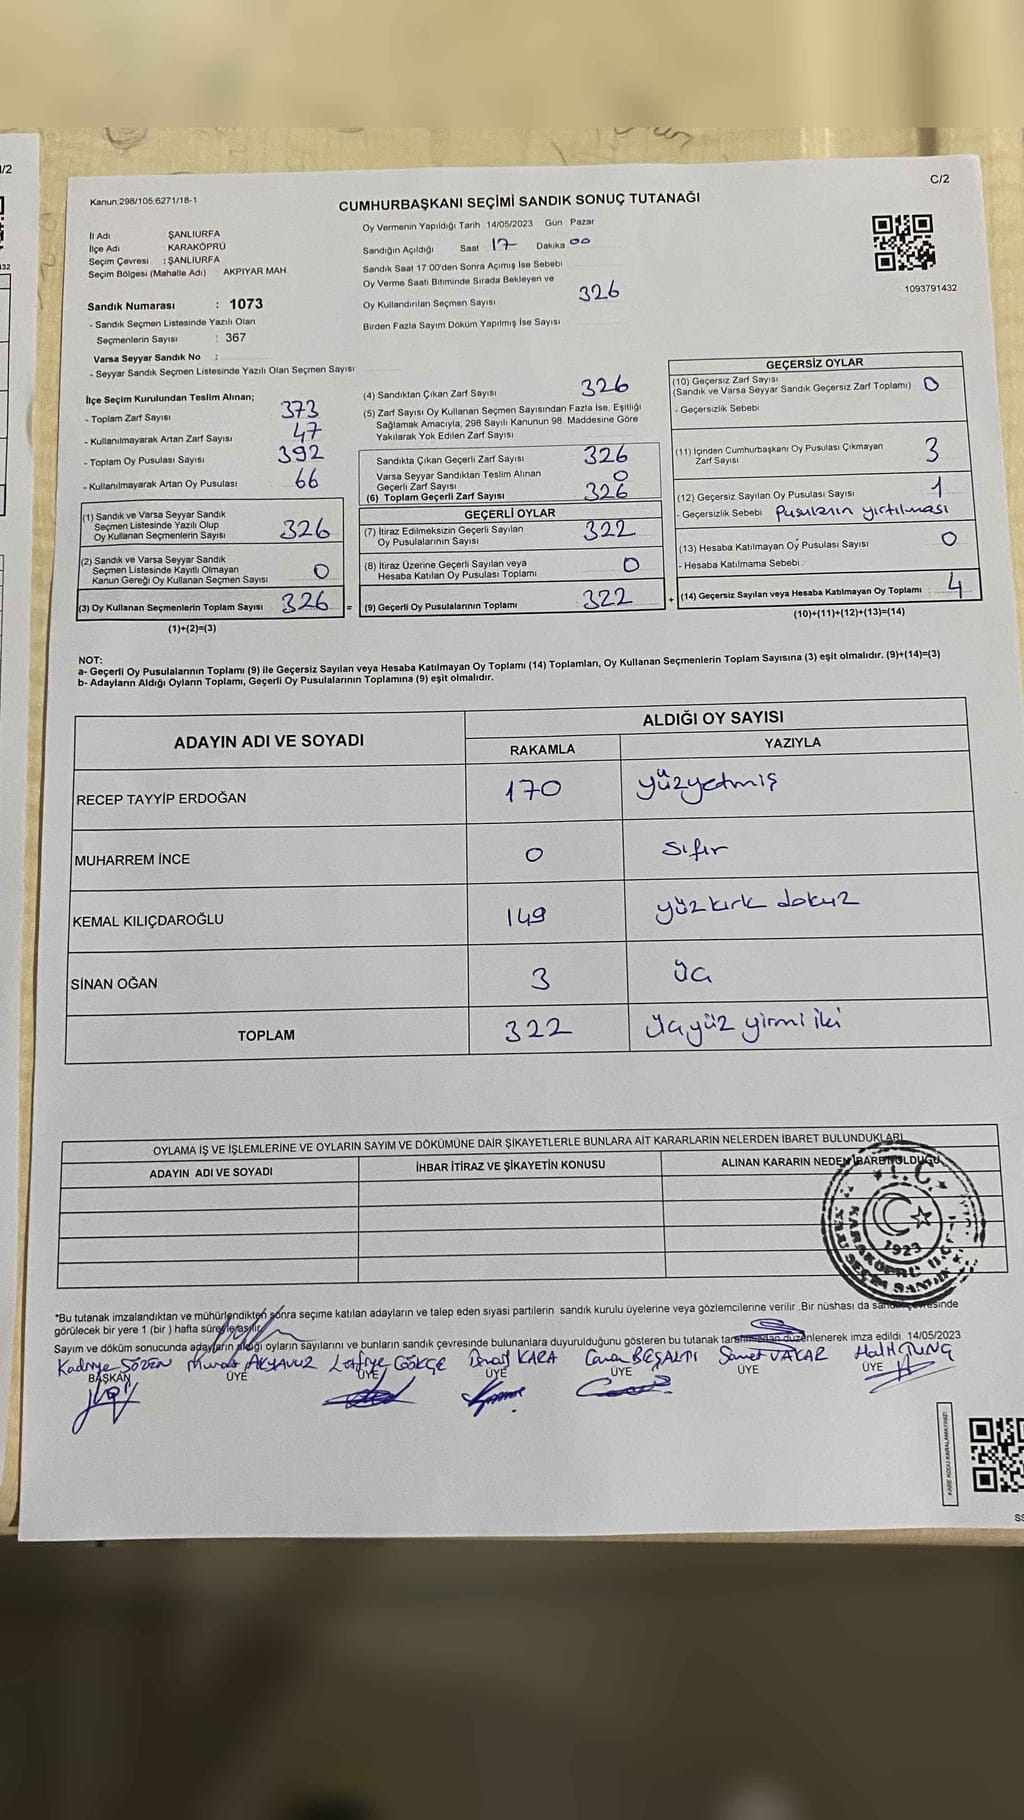 C/2
Kanun:298/105,6271/18-1
CUMHURBAŞKANI SEÇİMİ SANDIK SONUÇ TUTANAĞI
İl Adı ŞANLIURFA
İlçe Adı : KARAKÖPRÜ
Seçim Çevresi : ŞANLIURFA
Seçim Bölgesi (Mahalle Adı) AKPIYAR MAH.
Sandık Numarası : 1073
- Sandık Seçmen Listesinde Yazılı Olan
Seçmenlerin Sayısı : 367
Varsa Seyyar Sandık No :
- Seyyar Sandık Seçmen Listesinde Yazılı Olan Seçmen Sayısı
Oy Vermenin Yapıldığı Tarih 14/05/2023 Gün Pazar
Sandığın Açıldığı Saat 17 Dakika 00
Sandık Saat 17:00'den Sonra Açımış İse Sebebi
Oy Verme Saati Bitiminde Sırada Bekleyen ve
Oy Kullandırılan Seçmen Sayısı 326
Birden Fazla Sayım Döküm Yapılmış İse Sayısı
1093791432
İlçe Seçim Kurulundan Teslim Alınan;
- Toplam Zarf Sayısı 373
- Kullanılmayarak Artan Zarf Sayısı 47
- Toplam Oy Pusulası Sayısı 392
- Kullanılmayarak Artan Oy Pusulası 66
(1) Sandık ve Varsa Seyyar Sandık
Seçmen Listesinde Yazılı Olup
Oy Kullanan Seçmenlerin Sayısı 326
(2) Sandık ve Varsa Seyyar Sandık
Seçmen Listesinde Kayıtlı Olmayan
Kanun Gereği Oy Kullanan Seçmen Sayısı 0
(3) Oy Kullanan Seçmenlerin Toplam Sayısı 326 =
(1)+(2)=(3)
(4) Sandıktan Çıkan Zarf Sayısı 326
(5) Zarf Sayısı Oy Kullanan Seçmen Sayısından Fazla İse, Eşitliği
Sağlamak Amacıyla, 298 Sayılı Kanunun 98. Maddesine Göre
Yakılarak Yok Edilen Zarf Sayısı
Sandıkta Çıkan Geçerli Zarf Sayısı 326
Varsa Seyyar Sandıktan Teslim Alınan
Geçerli Zarf Sayısı 0
(6) Toplam Geçerli Zarf Sayısı 326
GEÇERLİ OYLAR
(7) İtiraz Edilmeksizin Geçerli Sayılan
Oy Pusulalarının Sayısı 322
(8) İtiraz Üzerine Geçerli Sayılan veya
Hesaba Katılan Oy Pusulası Toplamı 0
(9) Geçerli Oy Pusulalarının Toplamı 322 +
GEÇERSİZ OYLAR
(10) Geçersiz Zarf Sayısı
(Sandık ve Varsa Seyyar Sandık Geçersiz Zarf Toplamı) 0
- Geçersizlik Sebebi
(11) İçinden Cumhurbaşkanı Oy Pusulası Çıkmayan
Zarf Sayısı 3
(12) Geçersiz Sayılan Oy Pusulası Sayısı 1
- Geçersizlik Sebebi Pusulanın yırtılması
(13) Hesaba Katılmayan Oy Pusulası Sayısı 0
- Hesaba Katılmama Sebebi
(14) Geçersiz Sayılan veya Hesaba Katılmayan Oy Toplamı 4
(10)+(11)+(12)+(13)=(14)
NOT:
a- Geçerli Oy Pusulalarının Toplamı (9) ile Geçersiz Sayılan veya Hesaba Katılmayan Oy Toplamı (14) Toplamları, Oy Kullanan Seçmenlerin Toplam Sayısına (3) eşit olmalıdır. (9)+(14)=(3)
b- Adayların Aldığı Oyların Toplamı, Geçerli Oy Pusulalarının Toplamına (9) eşit olmalıdır.
ADAYIN ADI VE SOYADI ALDIĞI OY SAYISI
RAKAMLA YAZIYLA
RECEP TAYYİP ERDOĞAN 170 yüzyetmiş
MUHARREM İNCE 0 sıfır
KEMAL KILIÇDAROĞLU 149 yüzkırk dokuz
SİNAN OĞAN 3 üç
TOPLAM 322 üçyüz yirmi iki
OYLAMA İŞ VE İŞLEMLERİNE VE OYLARIN SAYIM VE DÖKÜMÜNE DAİR ŞİKAYETLERLE BUNLARA AİT KARARLARIN NELERDEN İBARET BULUNDUKLARI
ADAYIN ADI VE SOYADI İHBAR İTİRAZ VE ŞİKAYETİN KONUSU ALINAN KARARIN NEDEN İBARET OLDUĞU
T.C.
1923
*Bu tutanak imzalandıktan ve mühürlendikten sonra seçime katılan adayların ve talep eden siyasi partilerin sandık kurulu üyelerine veya gözlemcilerine verilir .Bir nüshası da sandık çevresinde
görülecek bir yere 1 (bir ) hafta süreyle asılır.
Sayım ve döküm sonucunda adayların aldığı oyların sayılarını ve bunların sandık çevresinde bulunanlara duyurulduğunu gösteren bu tutanak tarafımızdan düzenlenerek imza edildi. 14/05/2023
Kadriye SÖZEN Murat AKYAVUZ Latfiye GÖKÇE KARA BEŞALTI Samet VAKAR Halit
BAŞKAN ÜYE ÜYE ÜYE ÜYE ÜYE ÜYE
KARE KODU KARALAMAYINIZ!